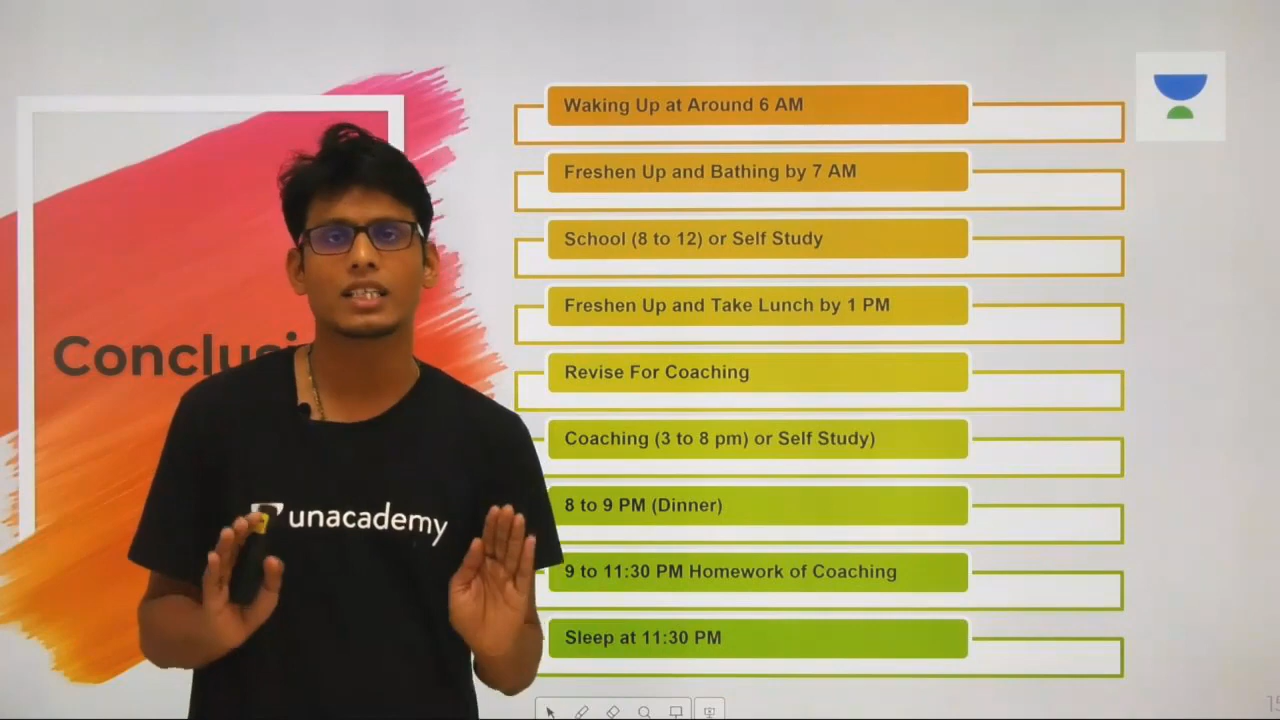 Conclusi
Waking Up at Around 6 AM
Freshen Up and Bathing by 7 AM
School (8 to 12) or Self Study
Freshen Up and Take Lunch by 1 PM
Revise For Coaching
Coaching (3 to 8 pm) or Self Study)
8 to 9 PM (Dinner)
9 to 11:30 PM Homework of Coaching
Sleep at 11:30 PM
unacademy